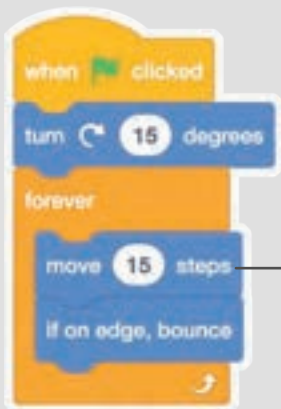 when clicked
turn 15 degrees
forever
move 15 steps
if on edge, bounce